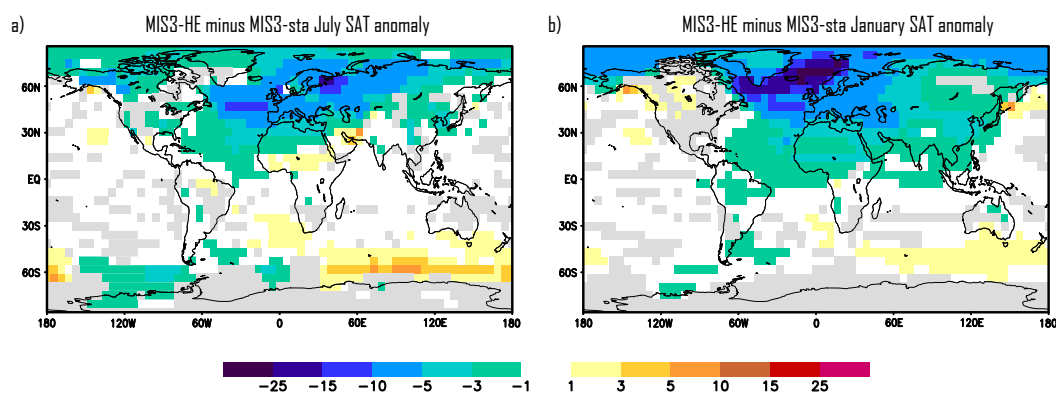 a) MIS3-HE minus MIS3-sta July SAT anomaly
60N
30N
EQ
30S
60S
180 120W 60W 0 60E 120E 180
b) MIS3-HE minus MIS3-sta January SAT anomaly
60N
30N
EQ
30S
60S
180 120W 60W 0 60E 120E 180
-25 -15 -10 -5 -3 -1
1 3 5 10 15 25